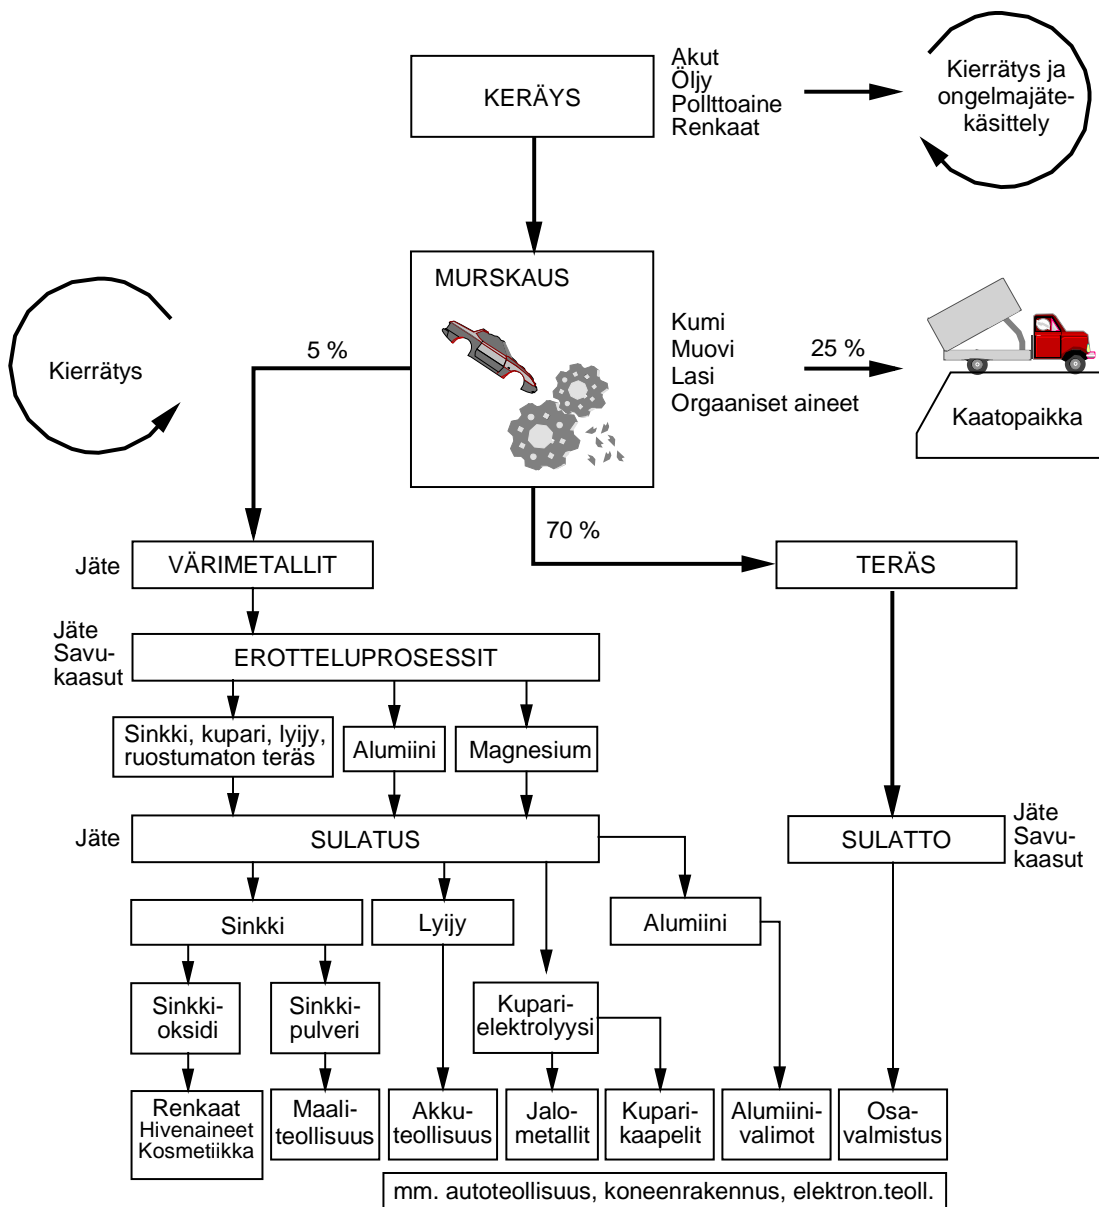 KERÄYS
Akut
Öljy
Pollttoaine
Renkaat
Kierrätys ja
ongelmajäte-
käsittely
MURSKAUS
Kumi
Muovi
Lasi
Orgaaniset aineet
25 %
Kaatopaikka
5 %
Kierrätys
70 %
Jäte
VÄRIMETALLIT
TERÄS
Jäte
Savu-
kaasut
EROTTELUPROSESSIT
Sinkki, kupari, lyijy,
ruostumaton teräs
Alumiini
Magnesium
Jäte
SULATUS
SULATTO
Jäte
Savu-
kaasut
Sinkki
Lyijy
Alumiini
Sinkki-
oksidi
Sinkki-
pulveri
Kupari-
elektrolyysi
Renkaat
Hivenaineet
Kosmetiikka
Maali-
teollisuus
Akku-
teollisuus
Jalo-
metallit
Kupari-
kaapelit
Alumiini-
valimot
Osa-
valmistus
mm. autoteollisuus, koneenrakennus, elektron.teoll.